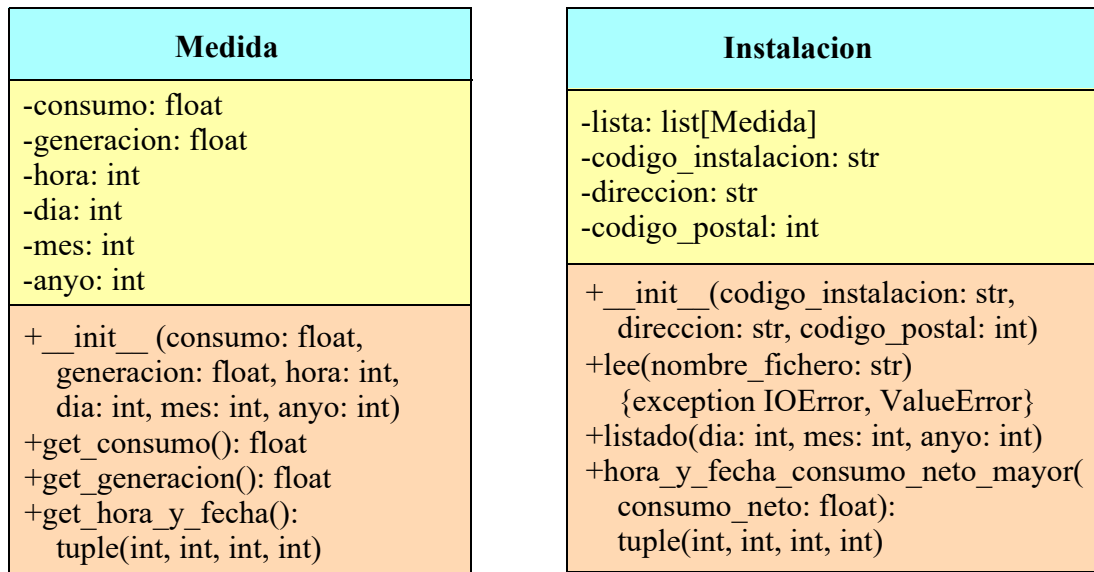 Medida
-consumo: float
-generacion: float
-hora: int
-dia: int
-mes: int
-anyo: int
+__init__ (consumo: float,
generacion: float, hora: int,
dia: int, mes: int, anyo: int)
+get_consumo(): float
+get_generacion(): float
+get_hora_y_fecha():
tuple(int, int, int, int)
Instalacion
-lista: list[Medida]
-codigo_instalacion: str
-direccion: str
-codigo_postal: int
+__init__(codigo_instalacion: str,
direccion: str, codigo_postal: int)
+lee(nombre_fichero: str)
{exception IOError, ValueError}
+listado(dia: int, mes: int, anyo: int)
+hora_y_fecha_consumo_neto_mayor(
consumo_neto: float):
tuple(int, int, int, int)